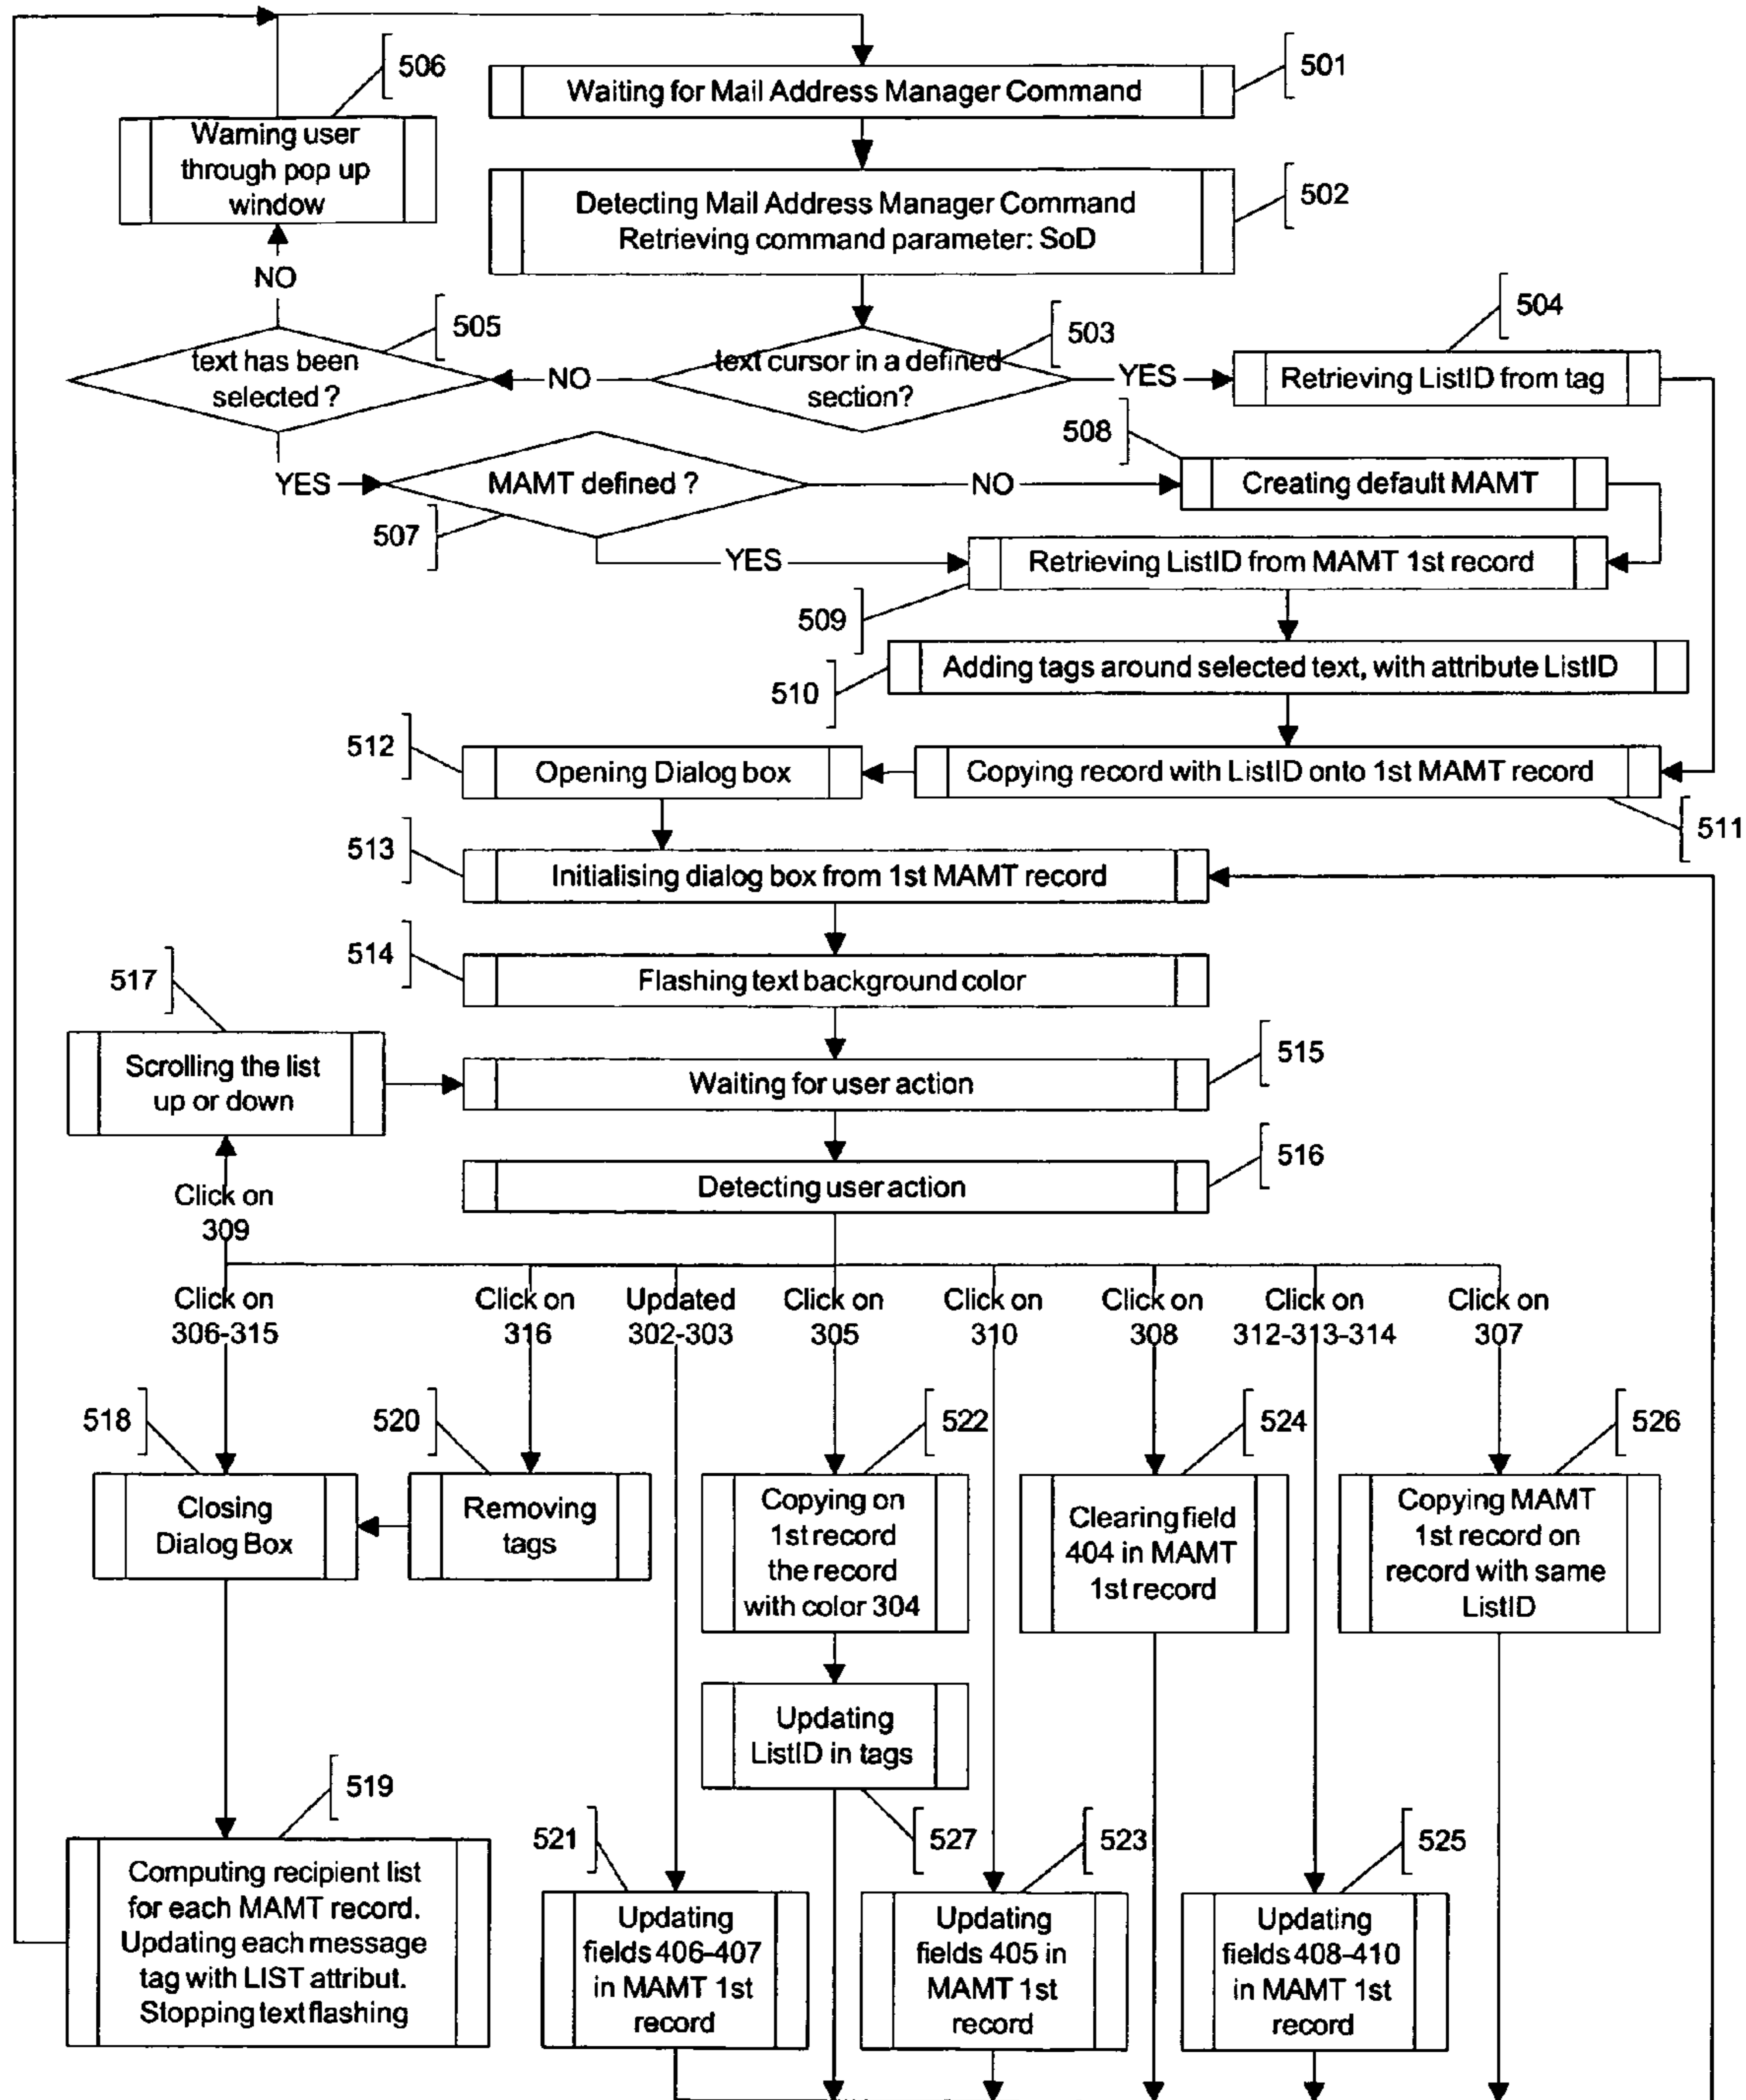 506
501
Waiting for Mail Address Manager Command
Warning user
through pop up
window
502
Detecting Mail Address Manager Command
Retrieving command parameter: SoD
NO
505
503
504
text has been
selected ?
NO
text cursor in a defined
section?
YES
Retrieving ListID from tag
508
YES
MAMT defined ?
NO
Creating default MAMT
507
YES
Retrieving ListID from MAMT 1st record
509
Adding tags around selected text, with attribute ListID
510
512
Opening Dialog box
Copying record with ListID onto 1st MAMT record
511
513
Initialising dialog box from 1st MAMT record
514
Flashing text background color
517
515
Scrolling the list
up or down
Waiting for user action
516
Detecting user action
Click on
309
Click on
306-315
Click on
316
Updated
302-303
Click on
305
Click on
310
Click on
308
Click on
312-313-314
Click on
307
518
520
522
524
526
Closing
Dialog Box
Removing
tags
Copying on
1st record
the record
with color 304
Clearing field
404 in MAMT
1st record
Copying MAMT
1st record on
record with same
ListID
Updating
ListID in tags
519
521
527
523
525
Computing recipient list
for each MAMT record.
Updating each message
tag with LIST attribut.
Stopping text flashing
Updating
fields 406-407
in MAMT 1st
record
Updating
fields 405 in
MAMT 1st
record
Updating
fields 408-410
in MAMT 1st
record